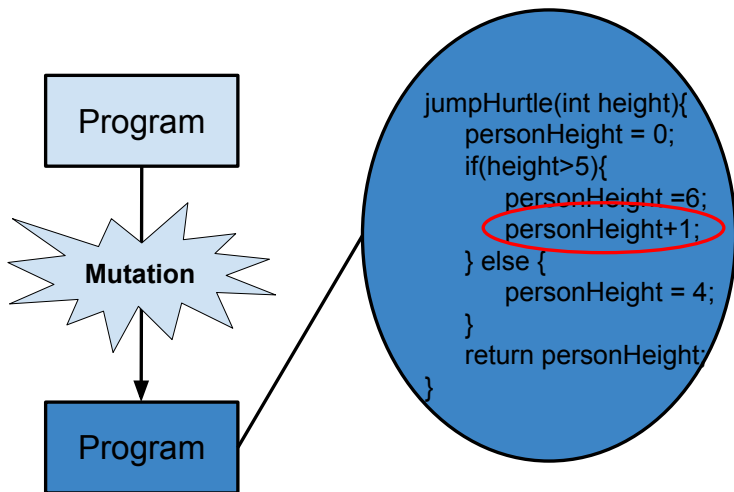 Program
Mutation
Program
jumpHurtle(int height){
personHeight = 0;
if(height>5){
personHeight =6;
personHeight+1;
} else {
personHeight = 4;
}
return personHeight;
}